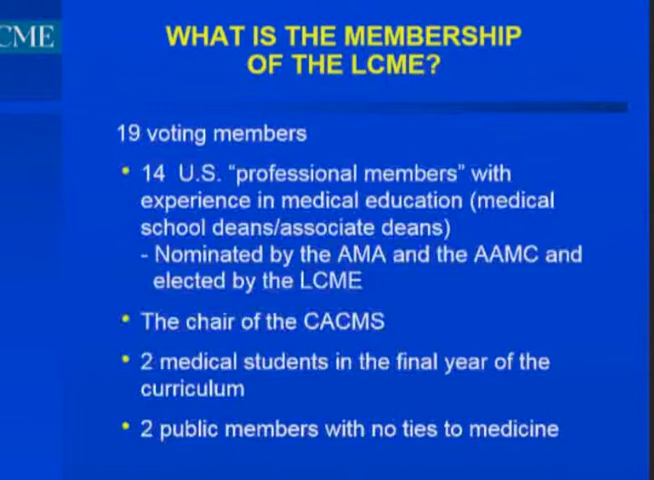 CME
WHAT IS THE MEMBERSHIP
OF THE LCME?
19 voting members
• 14 U.S. “professional members” with
experience in medical education (medical
school deans/associate deans)
- Nominated by the AMA and the AAMC and
elected by the LCME
• The chair of the CACMS
• 2 medical students in the final year of the
curriculum
• 2 public members with no ties to medicine